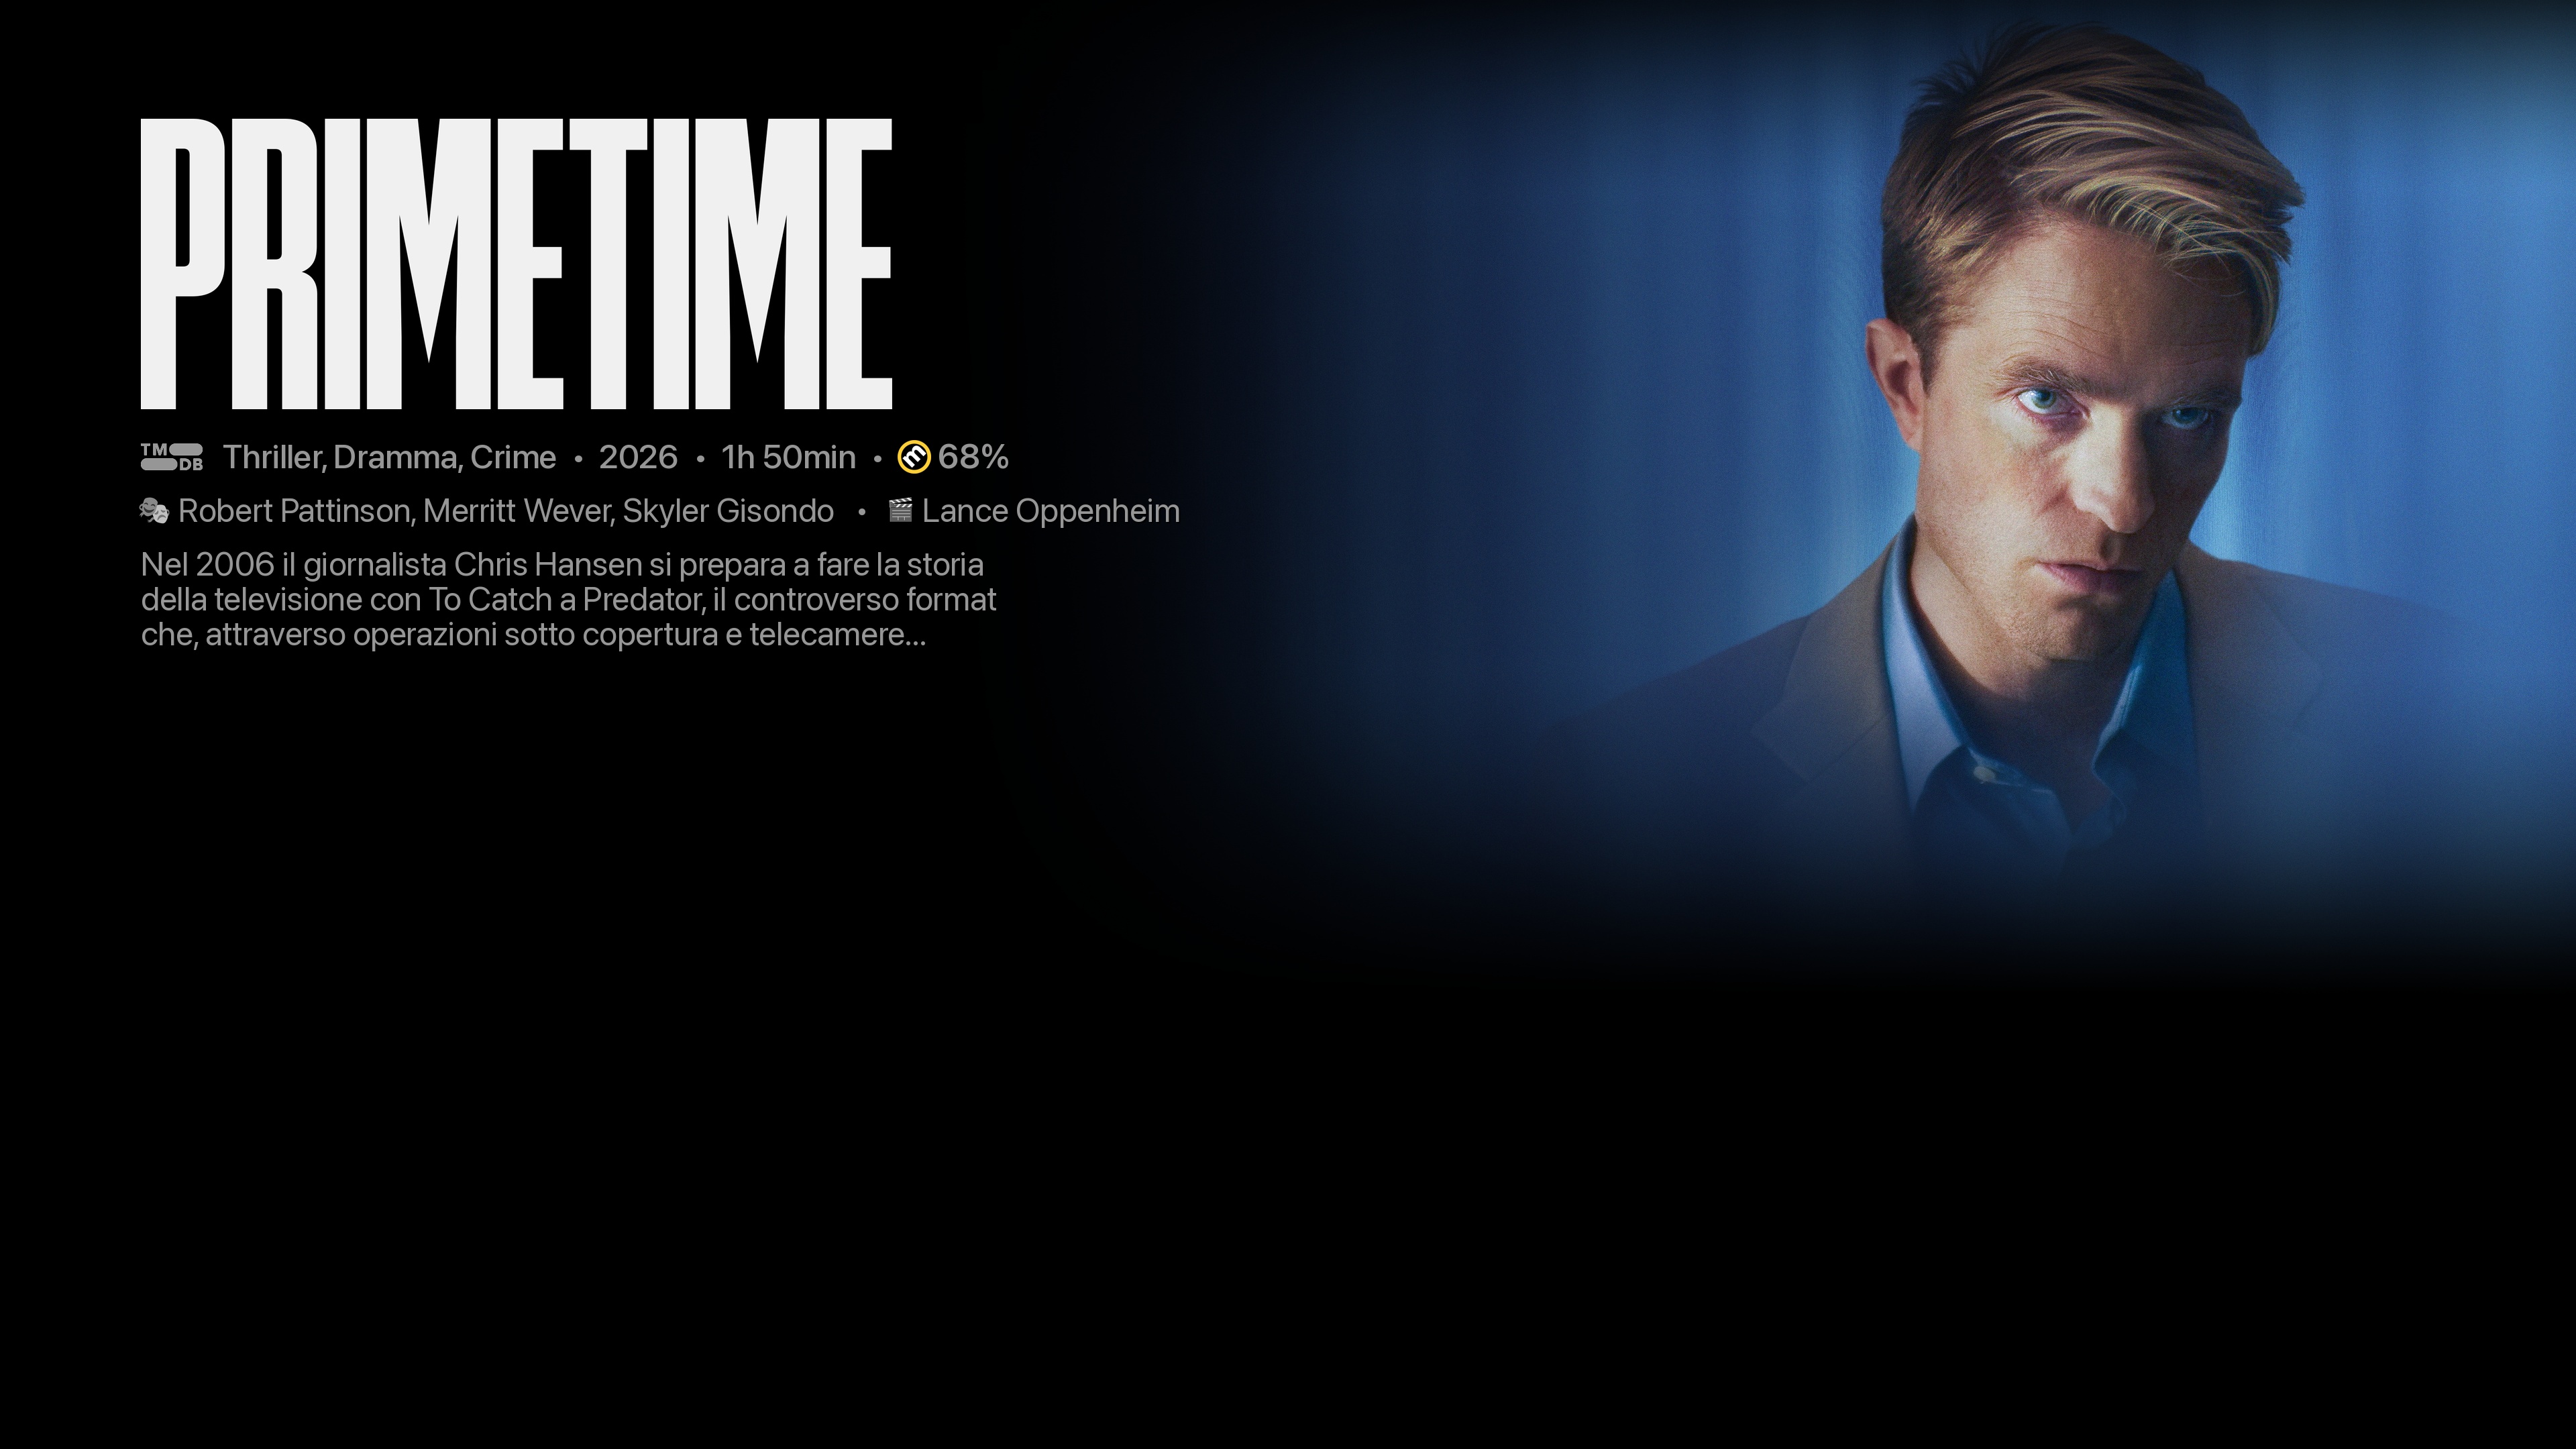 PRIMETIME
TMDB Thriller, Dramma, Crime • 2026 • 1h 50min • m 68%
Robert Pattinson, Merritt Wever, Skyler Gisondo • Lance Oppenheim
Nel 2006 il giornalista Chris Hansen si prepara a fare la storia
della televisione con To Catch a Predator, il controverso format
che, attraverso operazioni sotto copertura e telecamere...